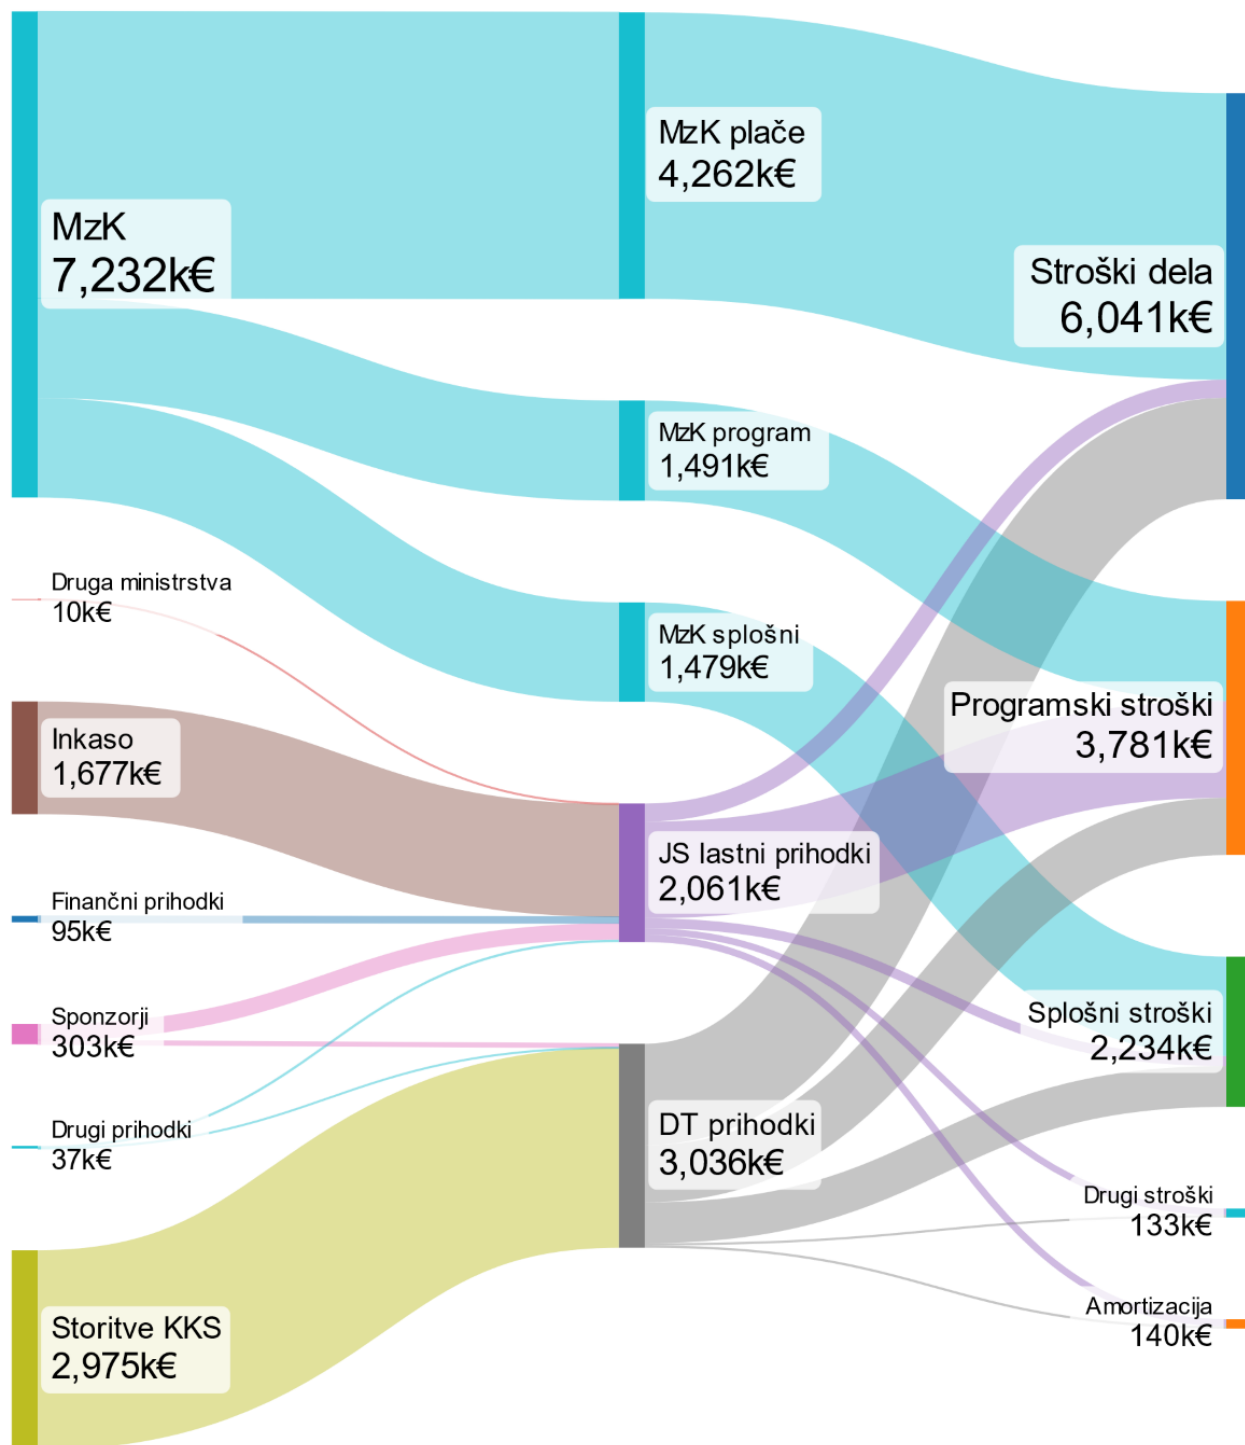 MzK
7,232k€
Druga ministrstva
10k€
Inkaso
1,677k€
Finančni prihodki
95k€
Sponzorji
303k€
Drugi prihodki
37k€
Storitve KKS
2,975k€
MzK plače
4,262k€
MzK program
1,491k€
MzK splošni
1,479k€
JS lastni prihodki
2,061k€
DT prihodki
3,036k€
Stroški dela
6,041k€
Programski stroški
3,781k€
Splošni stroški
2,234k€
Drugi stroški
133k€
Amortizacija
140k€